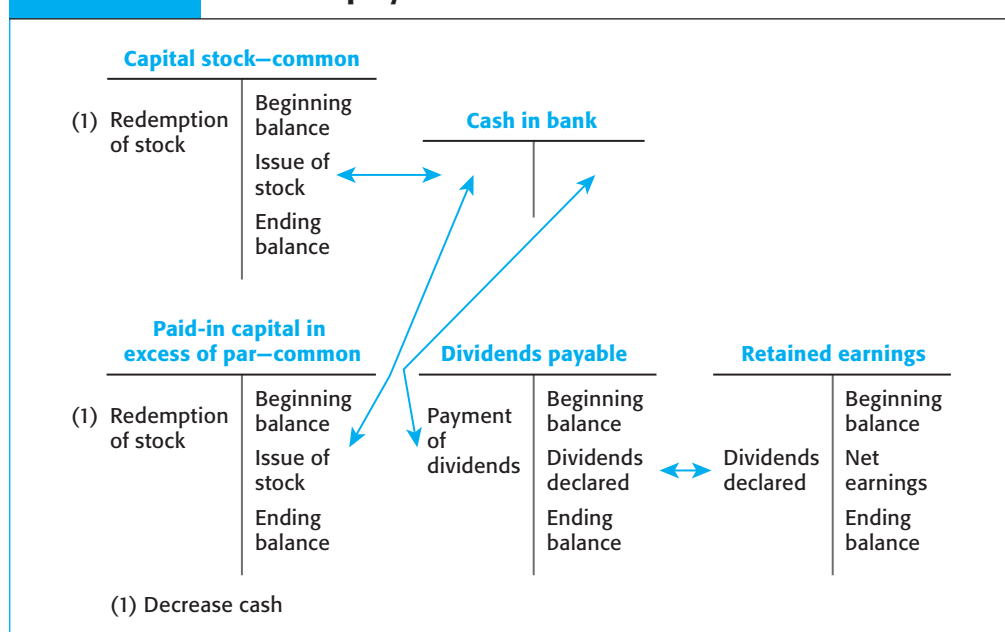 Capital stock—common
(1) Redemption
of stock
Beginning
balance
Issue of
stock
Ending
balance
Cash in bank
Paid-in capital in
excess of par—common
(1) Redemption
of stock
Beginning
balance
Issue of
stock
Ending
balance
Dividends payable
Payment
of
dividends
Beginning
balance
Dividends
declared
Ending
balance
Retained earnings
Dividends
declared
Beginning
balance
Net
earnings
Ending
balance
(1) Decrease cash